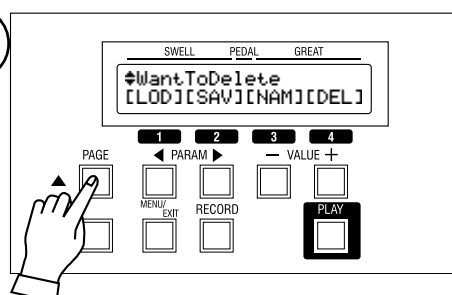 SWELL PEDAL GREAT
WantToDelete
[LOD][SAV][NAM][DEL]
1 2 3 4
PAGE ◀ PARAM ▶ − VALUE +
▲
MENU/
EXIT RECORD PLAY